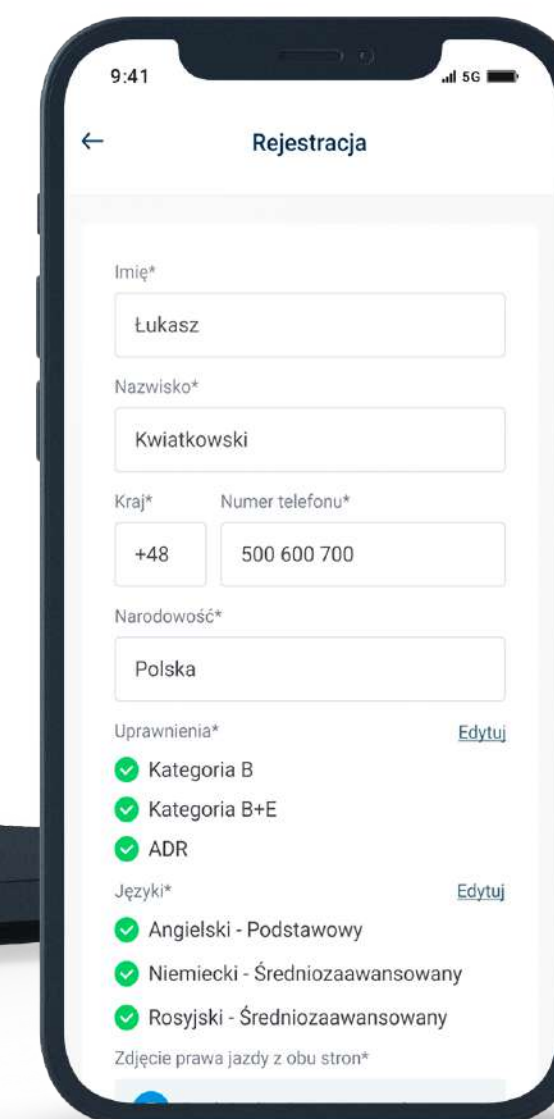 9:41
5G
Rejestracja
Imię*
Łukasz
Nazwisko*
Kwiatkowski
Kraj* Numer telefonu*
+48 500 600 700
Narodowość*
Polska
Uprawnienia* Edytuj
Kategoria B
Kategoria B+E
ADR
Języki* Edytuj
Angielski - Podstawowy
Niemiecki - Średniozaawansowany
Rosyjski - Średniozaawansowany
Zdjęcie prawa jazdy z obu stron*